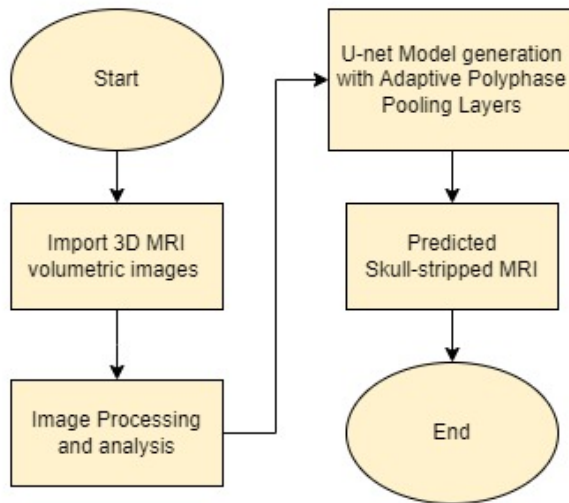 Start
Import 3D MRI
volumetric images
Image Processing
and analysis
U-net Model generation
with Adaptive Polyphase
Pooling Layers
Predicted
Skull-stripped MRI
End